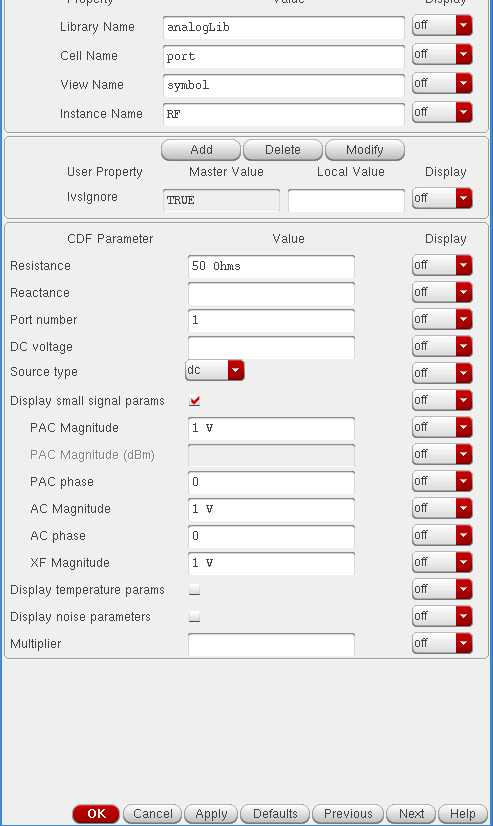 Property Value Display
Library Name analogLib off
Cell Name port off
View Name symbol off
Instance Name RF off
Add Delete Modify
User Property Master Value Local Value Display
lvsIgnore TRUE off
CDF Parameter Value Display
Resistance 50 Ohms off
Reactance off
Port number 1 off
DC voltage off
Source type dc off
Display small signal params off
PAC Magnitude 1 V off
PAC Magnitude (dBm) off
PAC phase 0 off
AC Magnitude 1 V off
AC phase 0 off
XF Magnitude 1 V off
Display temperature params off
Display noise parameters off
Multiplier off
OK Cancel Apply Defaults Previous Next Help